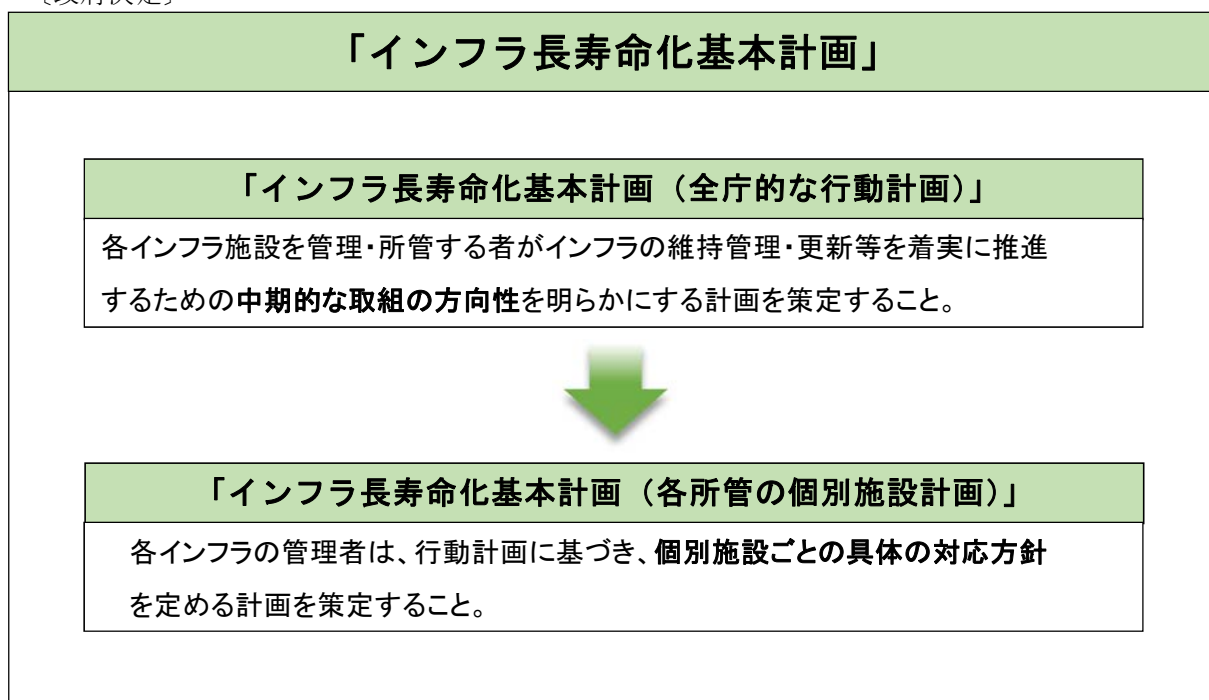 「インフラ長寿命化基本計画」
「インフラ長寿命化基本計画（全庁的な行動計画）」
各インフラ施設を管理・所管する者がインフラの維持管理・更新等を着実に推進
するための中期的な取組の方向性を明らかにする計画を策定すること。
「インフラ長寿命化基本計画（各所管の個別施設計画）」
各インフラの管理者は、行動計画に基づき、個別施設ごとの具体の対応方針
を定める計画を策定すること。